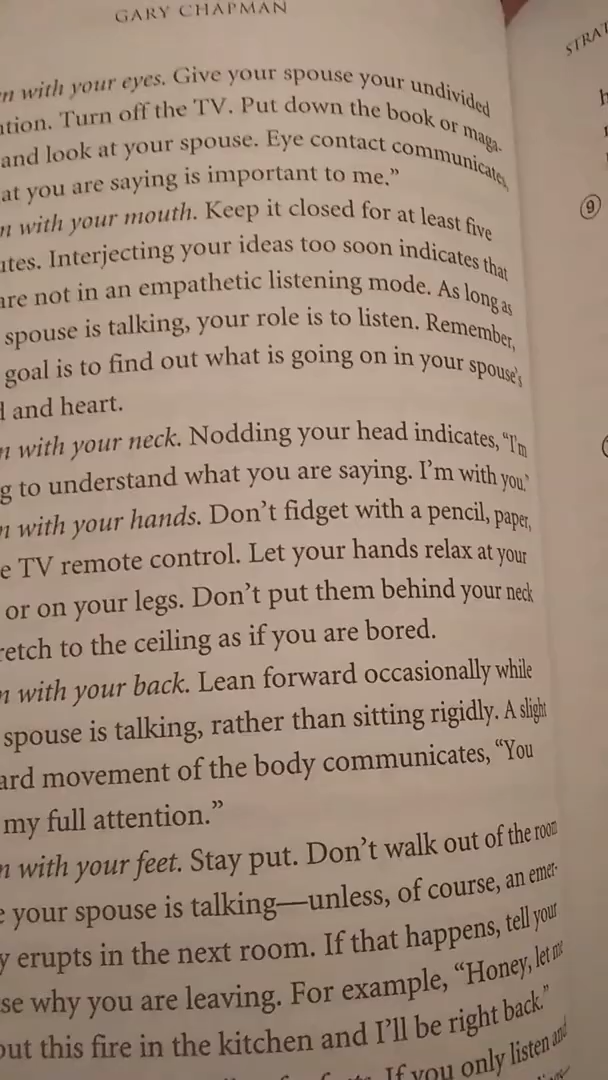 GARY CHAPMAN
with your eyes. Give your spouse your undivided
Turn off the TV. Put down the book or maga-
and look at your spouse. Eye contact communicates,
at you are saying is important to me.”
with your mouth. Keep it closed for at least five
Interjecting your ideas too soon indicates that
are not in an empathetic listening mode. As long as
spouse is talking, your role is to listen. Remember,
goal is to find out what is going on in your spouse’s
and heart.
with your neck. Nodding your head indicates, “I’m
g to understand what you are saying. I’m with you.”
with your hands. Don’t fidget with a pencil, paper,
e TV remote control. Let your hands relax at your
or on your legs. Don’t put them behind your neck
retch to the ceiling as if you are bored.
with your back. Lean forward occasionally while
spouse is talking, rather than sitting rigidly. A slight
ard movement of the body communicates, “You
my full attention.”
with your feet. Stay put. Don’t walk out of the room
e your spouse is talking—unless, of course, an emer-
y erupts in the next room. If that happens, tell your
se why you are leaving. For example, “Honey, let me
out this fire in the kitchen and I’ll be right back.”
If you only listen and
STRAT
9